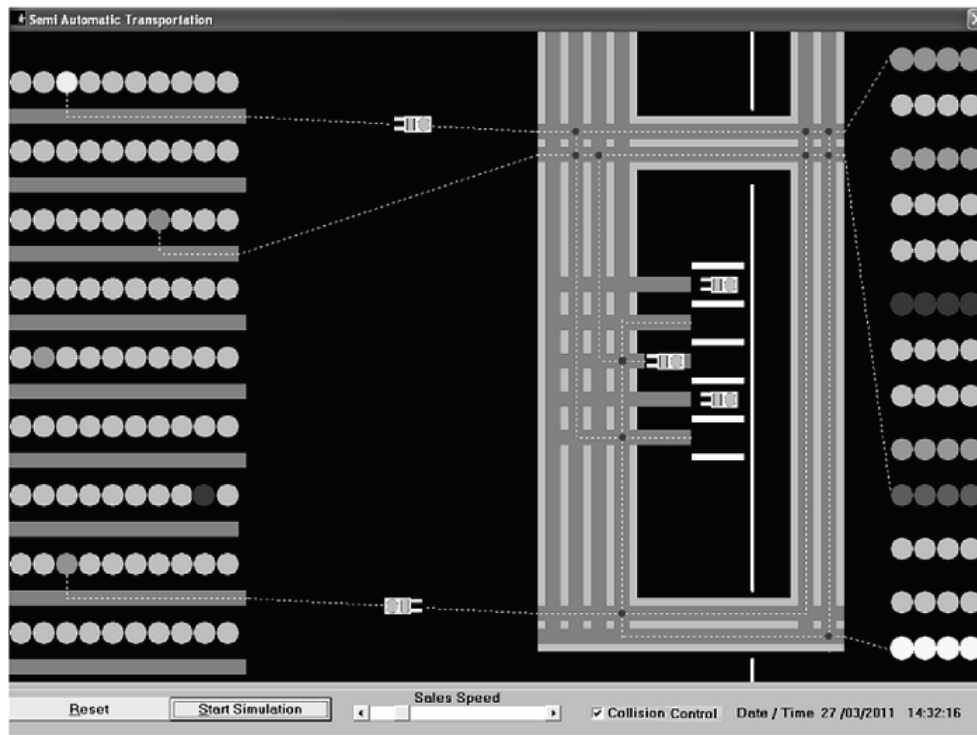 Semi Automatic Transportation
Sales Speed
Reset
Start Simulation
Collision Control
Date / Time 27 /03/2011 14:32:16